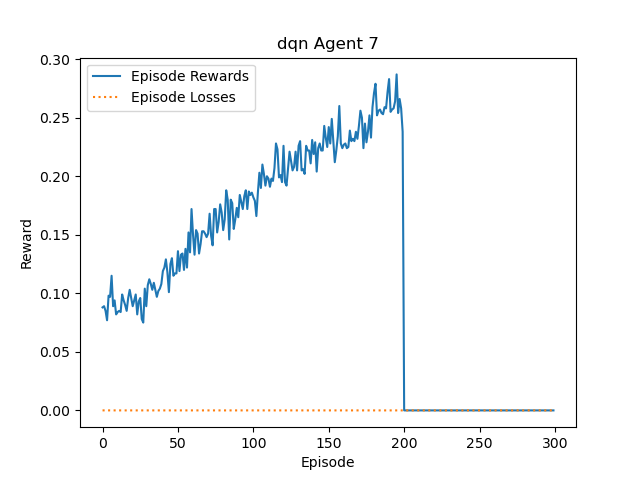 dqn Agent 7
Episode Rewards
Episode Losses
0.30
0.25
0.20
0.15
0.10
0.05
0.00
Reward
0 50 100 150 200 250 300
Episode